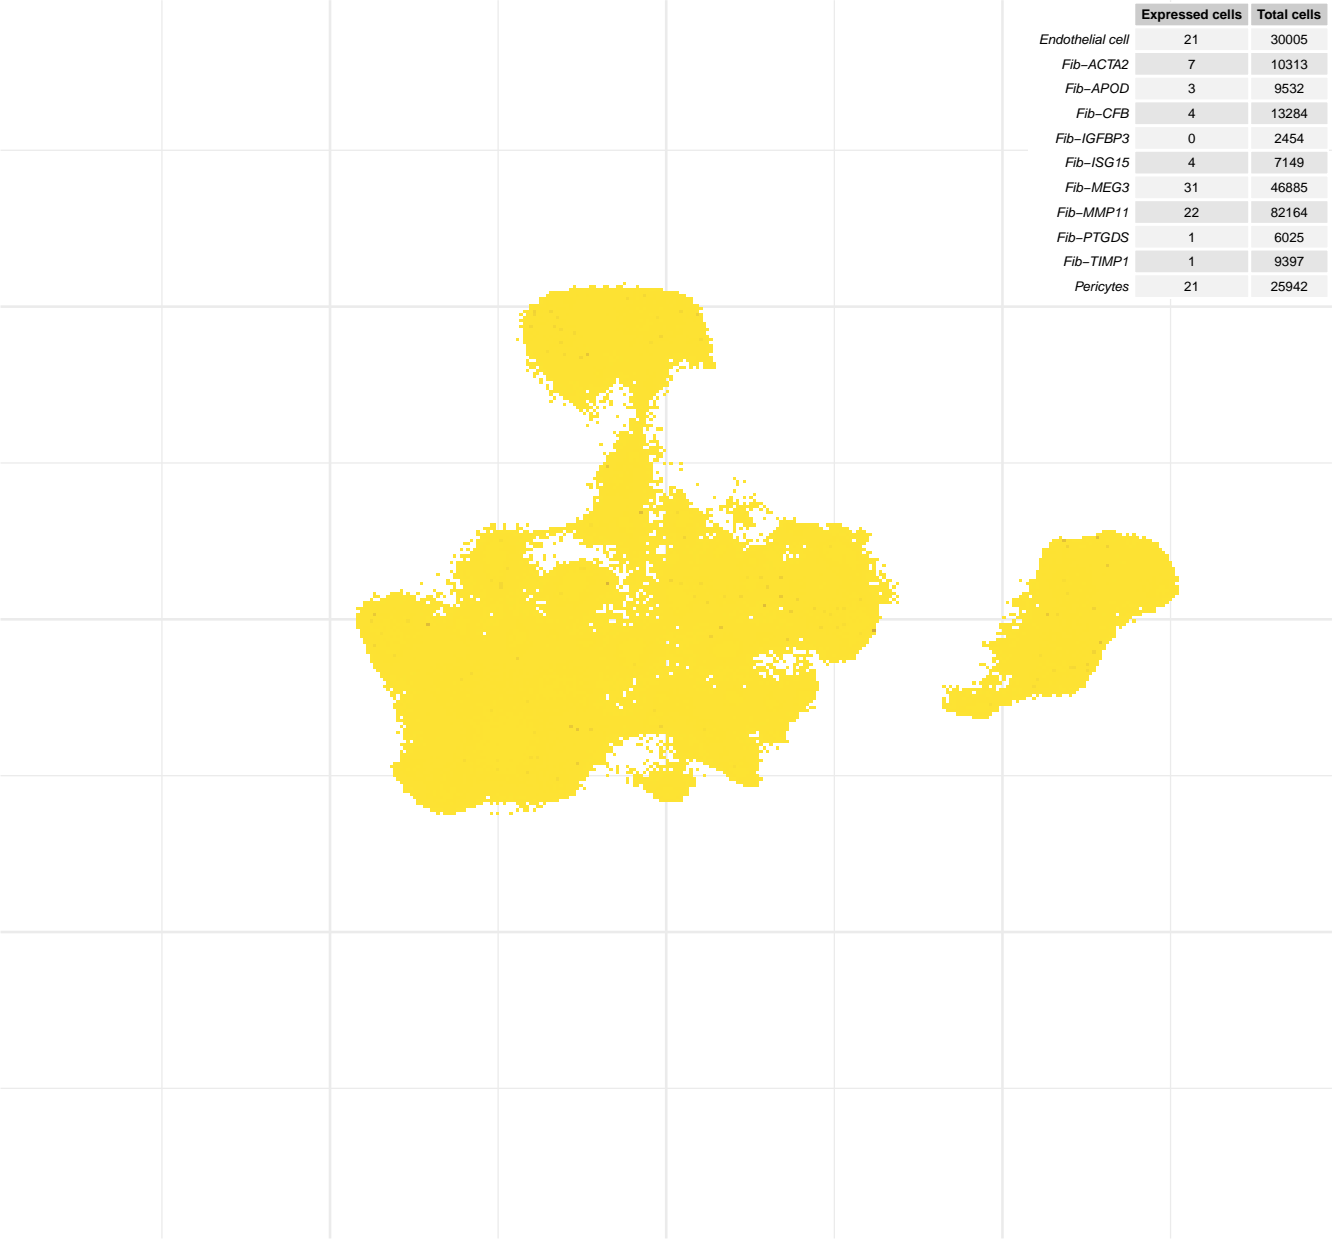 Expressed cells Total cells
Endothelial cell 21 30005
Fib−ACTA2 7 10313
Fib−APOD 3 9532
Fib−CFB 4 13284
Fib−IGFBP3 0 2454
Fib−ISG15 4 7149
Fib−MEG3 31 46885
Fib−MMP11 22 82164
Fib−PTGDS 1 6025
Fib−TIMP1 1 9397
Pericytes 21 25942